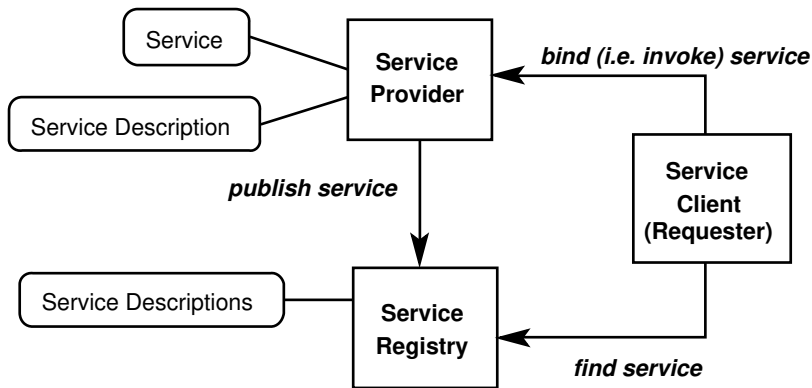 Service
Service Description
Service
Provider
bind (i.e. invoke) service
publish service
Service
Client
(Requester)
Service Descriptions
Service
Registry
find service